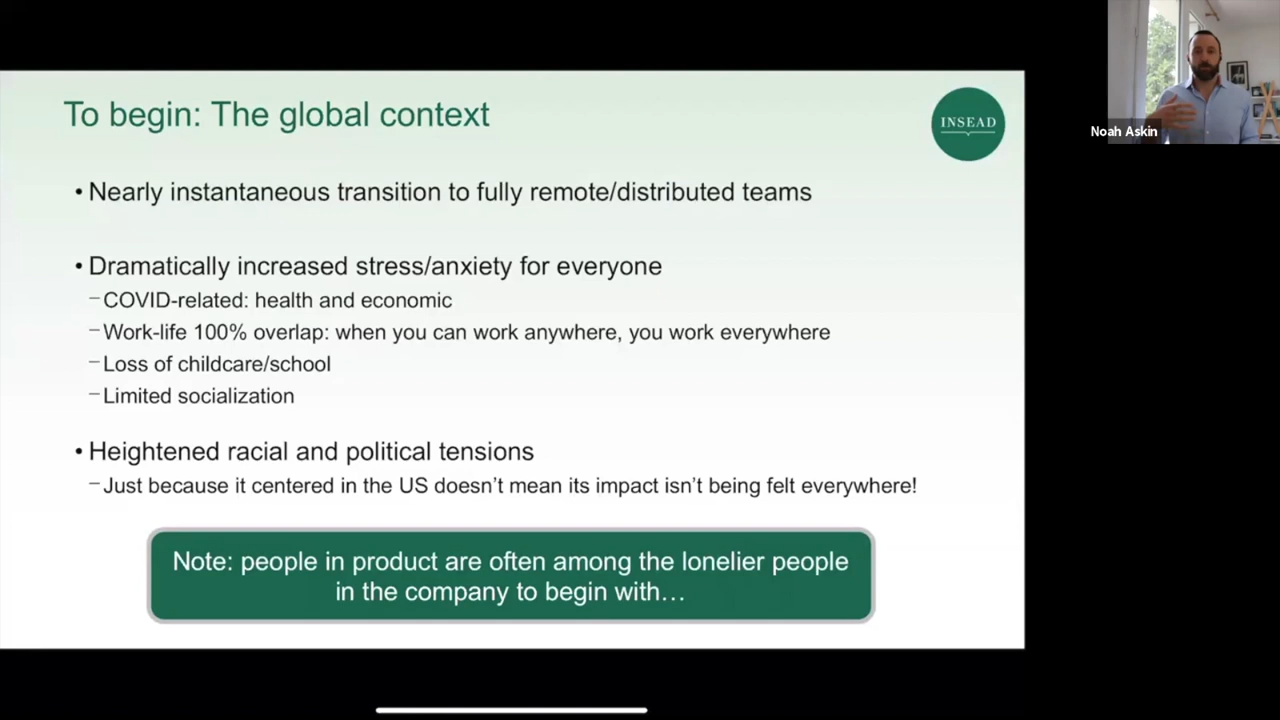 To begin: The global context
INSEAD
• Nearly instantaneous transition to fully remote/distributed teams
• Dramatically increased stress/anxiety for everyone
–COVID-related: health and economic
–Work-life 100% overlap: when you can work anywhere, you work everywhere
–Loss of childcare/school
–Limited socialization
• Heightened racial and political tensions
–Just because it centered in the US doesn’t mean its impact isn’t being felt everywhere!
Note: people in product are often among the lonelier people
in the company to begin with…
Noah Askin